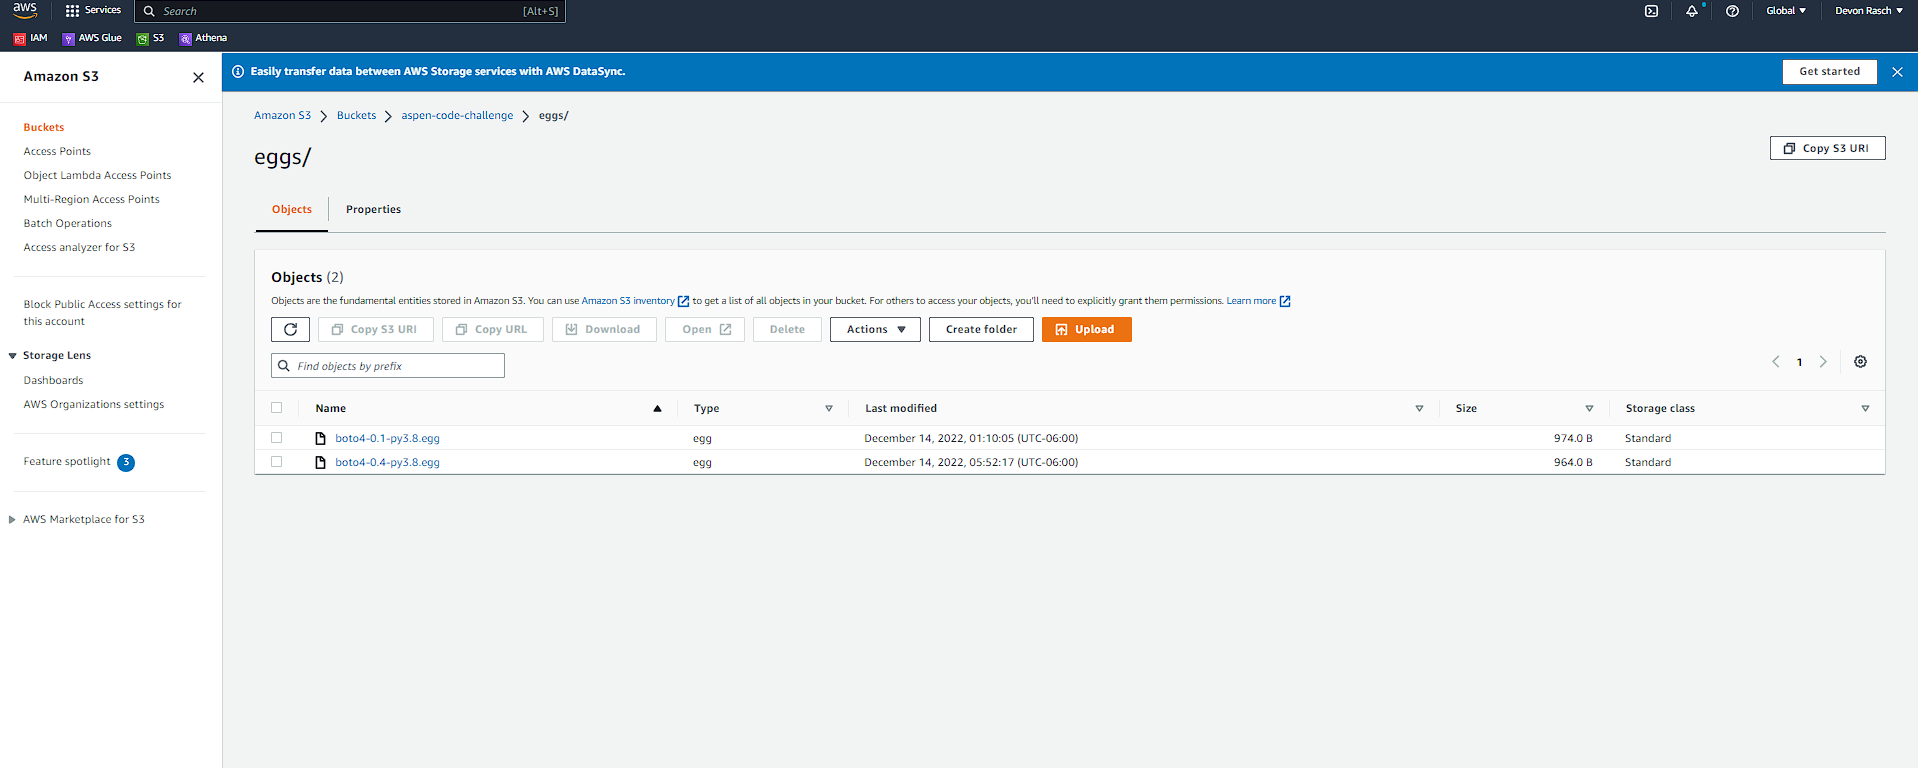 aws
Services
Search [Alt+S]
Global
Devon Rasch
IAM AWS Glue S3 Athena
Amazon S3
Easily transfer data between AWS Storage services with AWS DataSync.
Get started
Buckets
Access Points
Object Lambda Access Points
Multi-Region Access Points
Batch Operations
Access analyzer for S3
Block Public Access settings for
this account
Storage Lens
Dashboards
AWS Organizations settings
Feature spotlight 3
AWS Marketplace for S3
Amazon S3 Buckets aspen-code-challenge eggs/
eggs/
Copy S3 URI
Objects Properties
Objects (2)
Objects are the fundamental entities stored in Amazon S3. You can use Amazon S3 inventory to get a list of all objects in your bucket. For others to access your objects, you'll need to explicitly grant them permissions. Learn more
Copy S3 URI Copy URL Download Open Delete Actions Create folder Upload
Find objects by prefix
1
Name Type Last modified Size Storage class
boto4-0.1-py3.8.egg egg December 14, 2022, 01:10:05 (UTC-06:00) 974.0 B Standard
boto4-0.4-py3.8.egg egg December 14, 2022, 05:52:17 (UTC-06:00) 964.0 B Standard